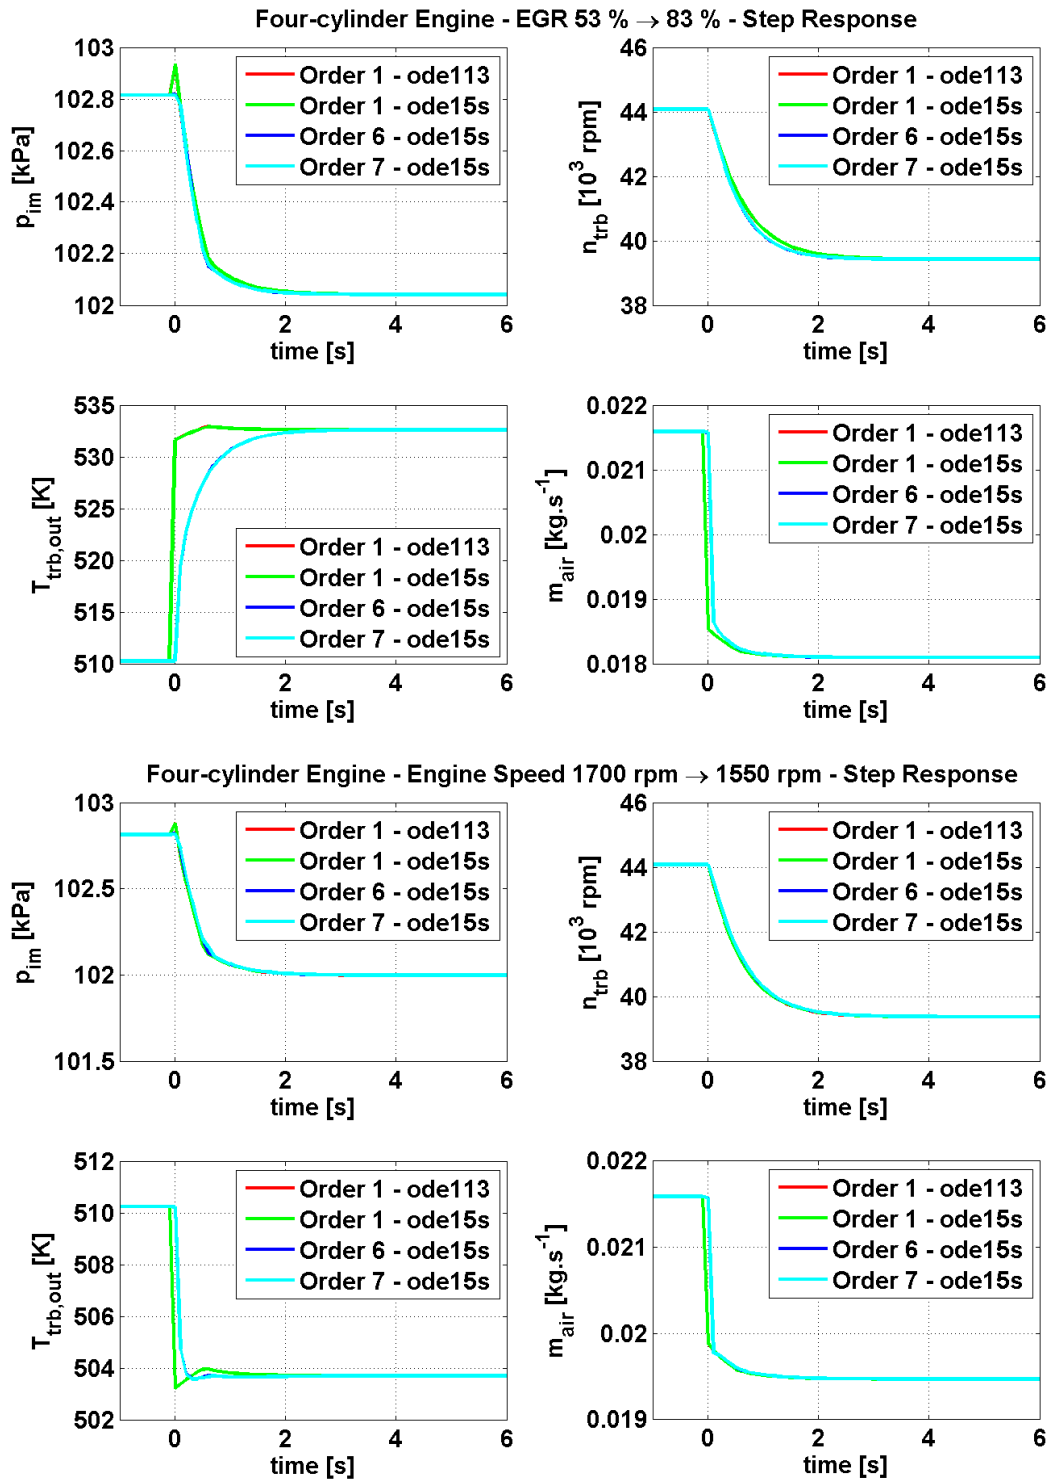 Four-cylinder Engine - EGR 53 % → 83 % - Step Response
103
102.8
102.6
102.4
102.2
102
p_im [kPa]
Order 1 - ode113
Order 1 - ode15s
Order 6 - ode15s
Order 7 - ode15s
0 2 4 6
time [s]
46
44
42
40
38
n_trb [10^3 rpm]
Order 1 - ode113
Order 1 - ode15s
Order 6 - ode15s
Order 7 - ode15s
0 2 4 6
time [s]
535
530
525
520
515
510
T_trb,out [K]
Order 1 - ode113
Order 1 - ode15s
Order 6 - ode15s
Order 7 - ode15s
0 2 4 6
time [s]
0.022
0.021
0.02
0.019
0.018
m_air [kg.s^-1]
Order 1 - ode113
Order 1 - ode15s
Order 6 - ode15s
Order 7 - ode15s
0 2 4 6
time [s]
Four-cylinder Engine - Engine Speed 1700 rpm → 1550 rpm - Step Response
103
102.5
102
101.5
p_im [kPa]
Order 1 - ode113
Order 1 - ode15s
Order 6 - ode15s
Order 7 - ode15s
0 2 4 6
time [s]
46
44
42
40
38
n_trb [10^3 rpm]
Order 1 - ode113
Order 1 - ode15s
Order 6 - ode15s
Order 7 - ode15s
0 2 4 6
time [s]
512
510
508
506
504
502
T_trb,out [K]
Order 1 - ode113
Order 1 - ode15s
Order 6 - ode15s
Order 7 - ode15s
0 2 4 6
time [s]
0.022
0.021
0.02
0.019
m_air [kg.s^-1]
Order 1 - ode113
Order 1 - ode15s
Order 6 - ode15s
Order 7 - ode15s
0 2 4 6
time [s]